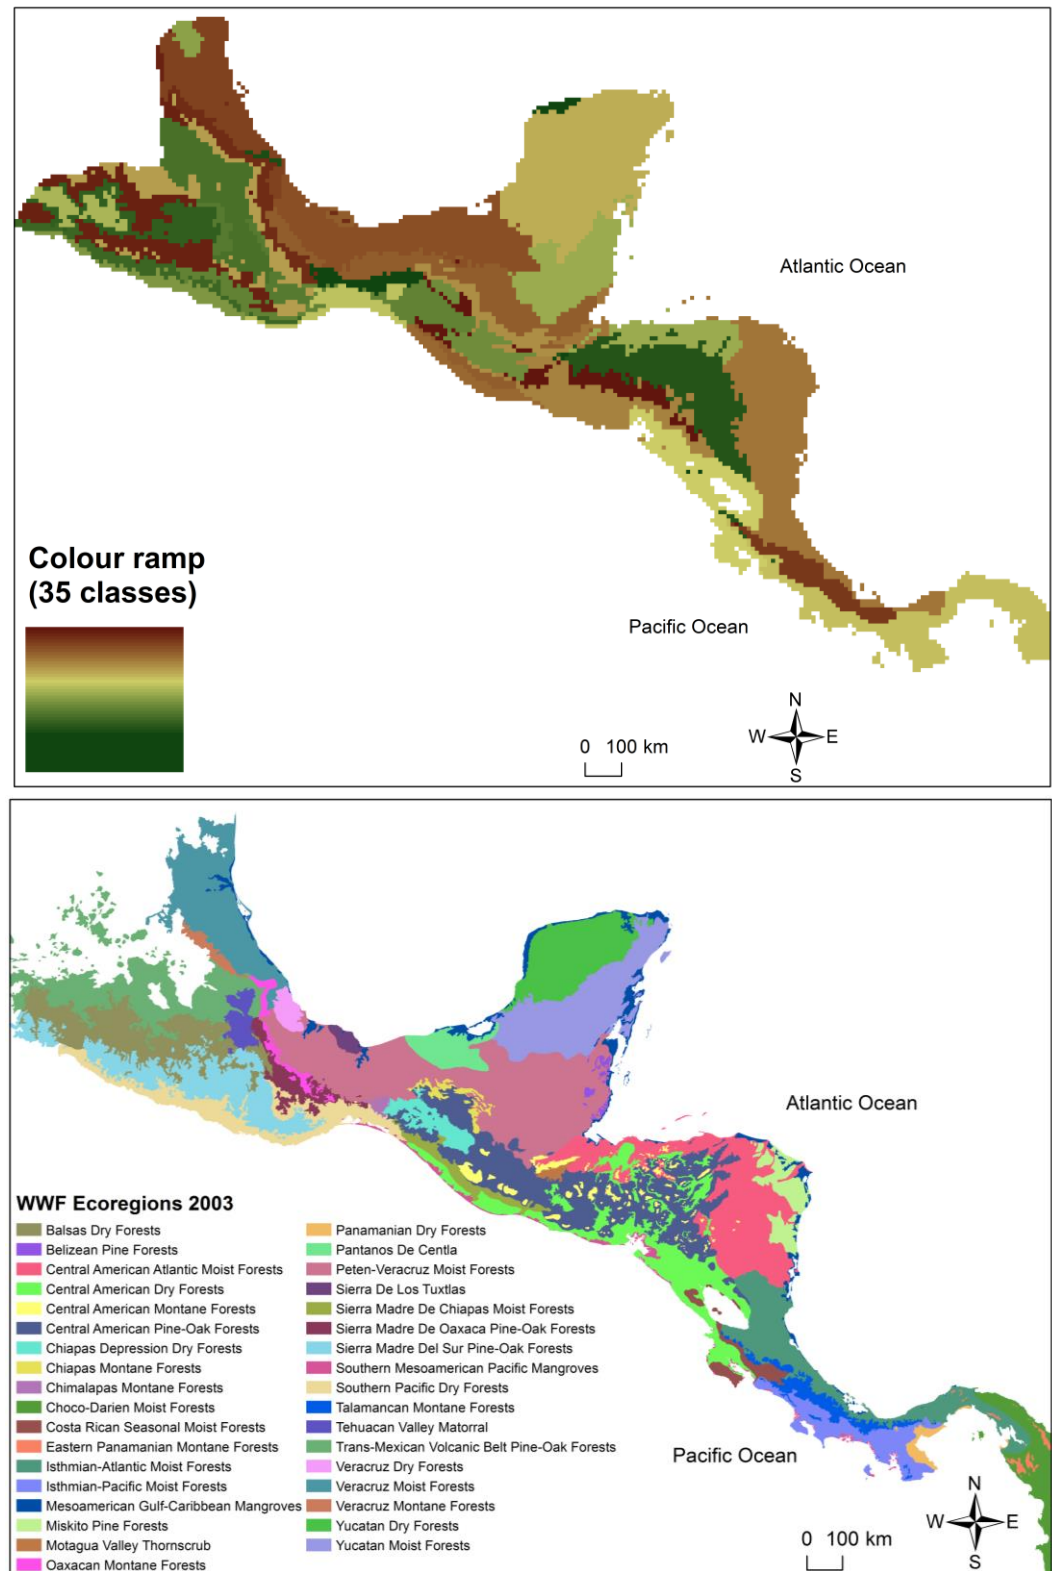 Atlantic Ocean
Colour ramp
(35 classes)
Pacific Ocean
N
W E
S
0 100 km
Atlantic Ocean
WWF Ecoregions 2003
Balsas Dry Forests
Belizean Pine Forests
Central American Atlantic Moist Forests
Central American Dry Forests
Central American Montane Forests
Central American Pine-Oak Forests
Chiapas Depression Dry Forests
Chiapas Montane Forests
Chimalapas Montane Forests
Choco-Darien Moist Forests
Costa Rican Seasonal Moist Forests
Eastern Panamanian Montane Forests
Isthmian-Atlantic Moist Forests
Isthmian-Pacific Moist Forests
Mesoamerican Gulf-Caribbean Mangroves
Miskito Pine Forests
Motagua Valley Thornscrub
Oaxacan Montane Forests
Panamanian Dry Forests
Pantanos De Centla
Peten-Veracruz Moist Forests
Sierra De Los Tuxtlas
Sierra Madre De Chiapas Moist Forests
Sierra Madre De Oaxaca Pine-Oak Forests
Sierra Madre Del Sur Pine-Oak Forests
Southern Mesoamerican Pacific Mangroves
Southern Pacific Dry Forests
Talamancan Montane Forests
Tehuacan Valley Matorral
Trans-Mexican Volcanic Belt Pine-Oak Forests
Veracruz Dry Forests
Veracruz Moist Forests
Veracruz Montane Forests
Yucatan Dry Forests
Yucatan Moist Forests
Pacific Ocean
N
W E
S
0 100 km